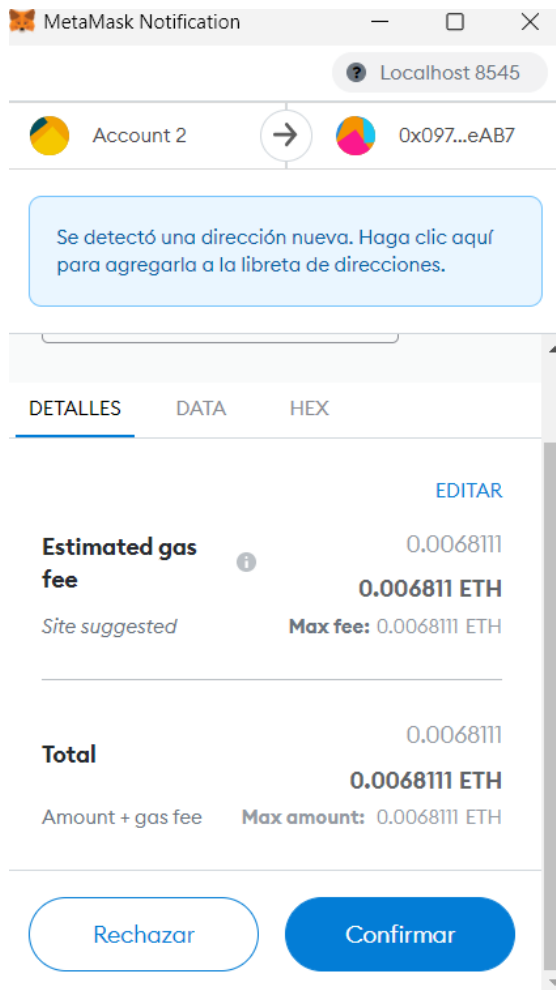 MetaMask Notification
Localhost 8545
Account 2
0x097...eAB7
Se detectó una dirección nueva. Haga clic aquí
para agregarla a la libreta de direcciones.
DETALLES DATA HEX
EDITAR
Estimated gas
fee
0.0068111
0.006811 ETH
Site suggested
Max fee: 0.0068111 ETH
Total
0.0068111
0.0068111 ETH
Amount + gas fee
Max amount: 0.0068111 ETH
Rechazar
Confirmar